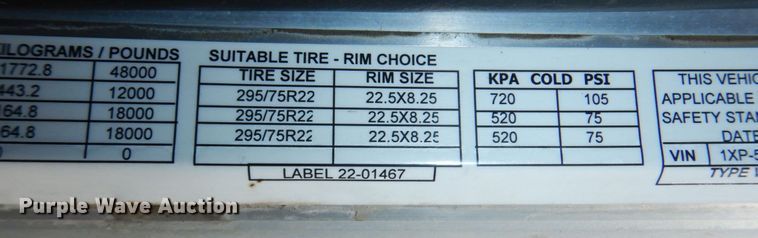 KILOGRAMS / POUNDS
1772.8 48000
443.2 12000
164.8 18000
64.8 18000
0 0
SUITABLE TIRE - RIM CHOICE
TIRE SIZE RIM SIZE
295/75R22 22.5X8.25
295/75R22 22.5X8.25
295/75R22 22.5X8.25
LABEL 22-01467
KPA COLD PSI
720 105
520 75
520 75
THIS VEHIC
APPLICABLE
SAFETY STAN
DATE
VIN 1XP-5
TYPE
Purple Wave Auction